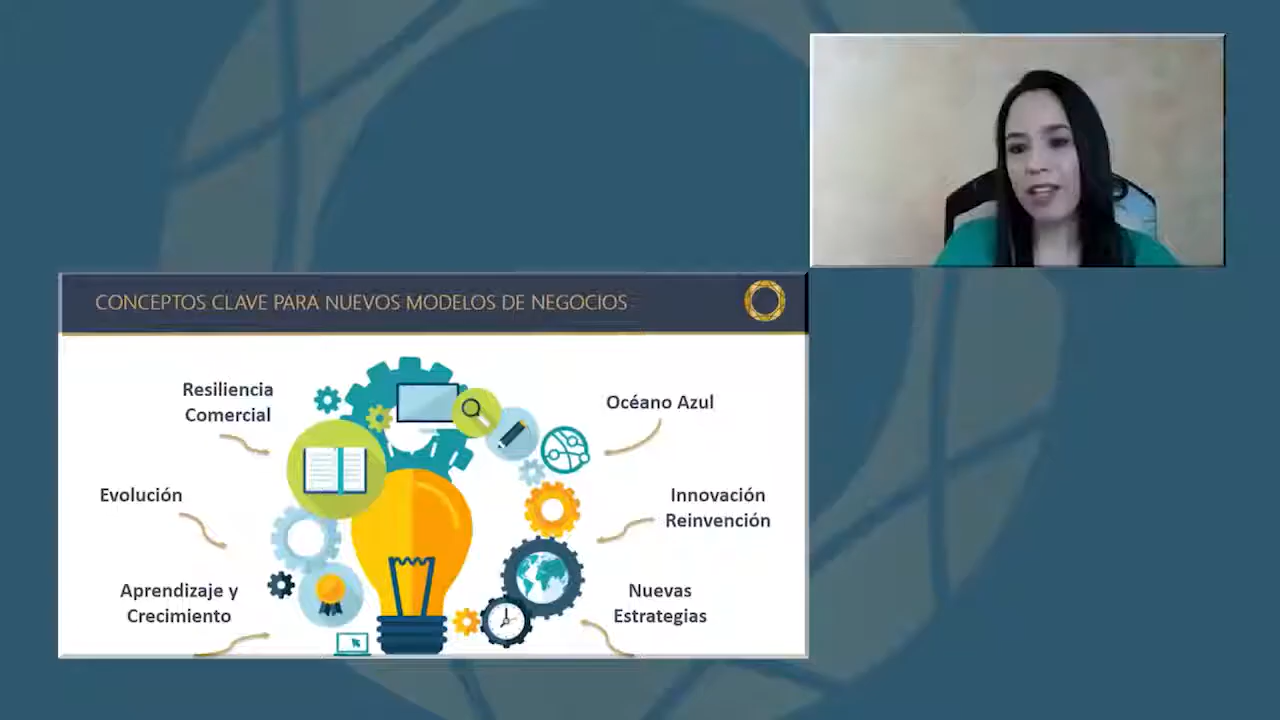 CONCEPTOS CLAVE PARA NUEVOS MODELOS DE NEGOCIOS
Resiliencia
Comercial
Océano Azul
Evolución
Innovación
Reinvención
Aprendizaje y
Crecimiento
Nuevas
Estrategias